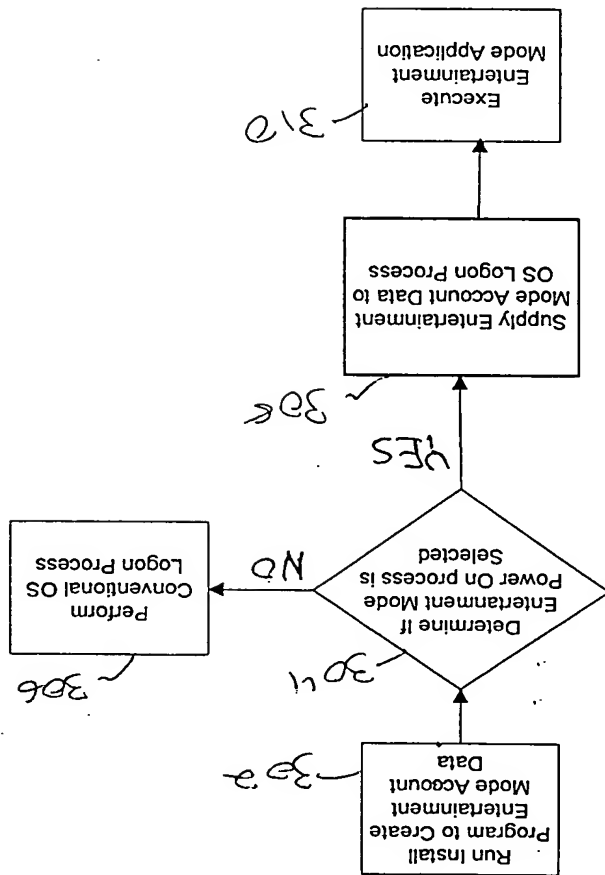 Run Install
Program to Create
Entertainment
Mode Account
Data
302
Determine If
Entertanment Mode
Power On process is
Selected
304
NO
Perform
Conventional OS
Logon Process
306
YES
Supply Entertainment
Mode Account Data to
OS Logon Process
308
Execute
Entertainment
Mode Application
310